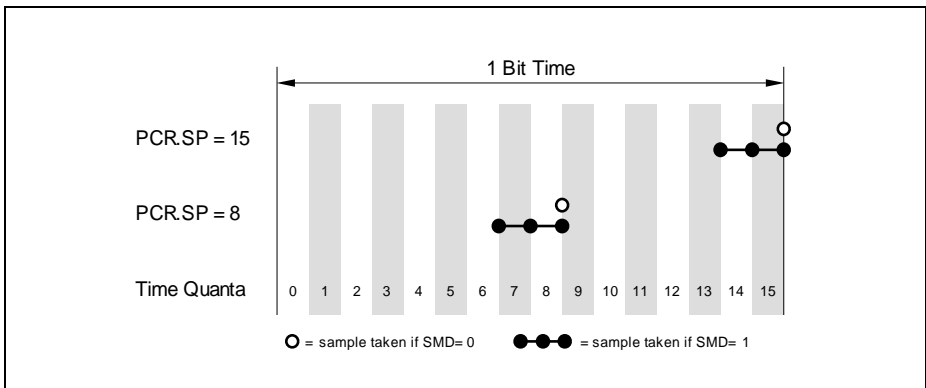 1 Bit Time
PCR.SP = 15
PCR.SP = 8
Time Quanta 0 1 2 3 4 5 6 7 8 9 10 11 12 13 14 15
= sample taken if SMD= 0 = sample taken if SMD= 1